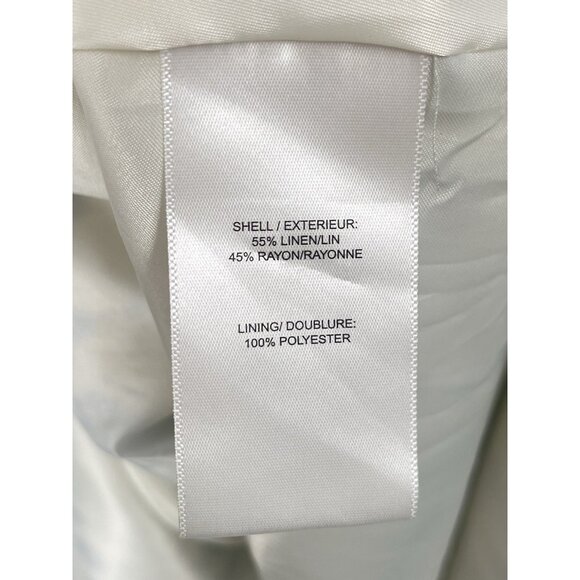 SHELL / EXTERIEUR:
55% LINEN/LIN
45% RAYON/RAYONNE
LINING/ DOUBLURE:
100% POLYESTER